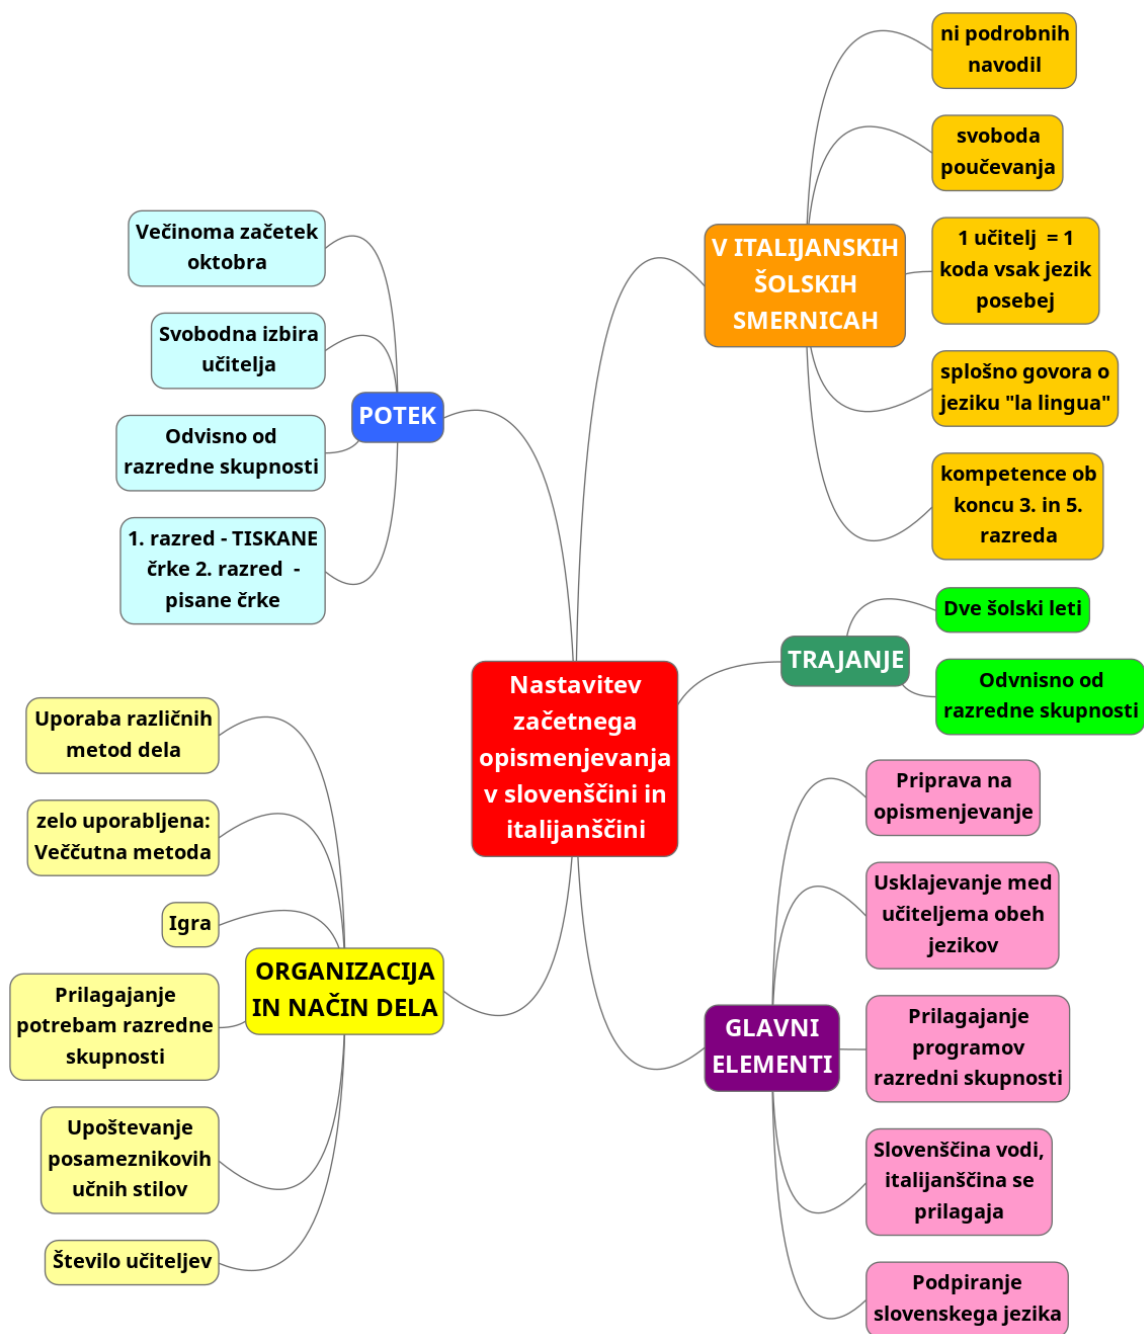 Nastavitev
začetnega
opismenjevanja
v slovenščini in
italijanščini
V ITALIJANSKIH
ŠOLSKIH
SMERNICAH
ni podrobnih
navodil
svoboda
poučevanja
1 učitelj  = 1
koda vsak jezik
posebej
splošno govora o
jeziku "la lingua"
kompetence ob
koncu 3. in 5.
razreda
TRAJANJE
Dve šolski leti
Odvnisno od
razredne skupnosti
GLAVNI
ELEMENTI
Priprava na
opismenjevanje
Usklajevanje med
učiteljema obeh
jezikov
Prilagajanje
programov
razredni skupnosti
Slovenščina vodi,
italijanščina se
prilagaja
Podpiranje
slovenskega jezika
POTEK
Večinoma začetek
oktobra
Svobodna izbira
učitelja
Odvisno od
razredne skupnosti
1. razred - TISKANE
črke 2. razred  -
pisane črke
ORGANIZACIJA
IN NAČIN DELA
Uporaba različnih
metod dela
zelo uporabljena:
Veččutna metoda
Igra
Prilagajanje
potrebam razredne
skupnosti
Upoštevanje
posameznikovih
učnih stilov
Število učiteljev